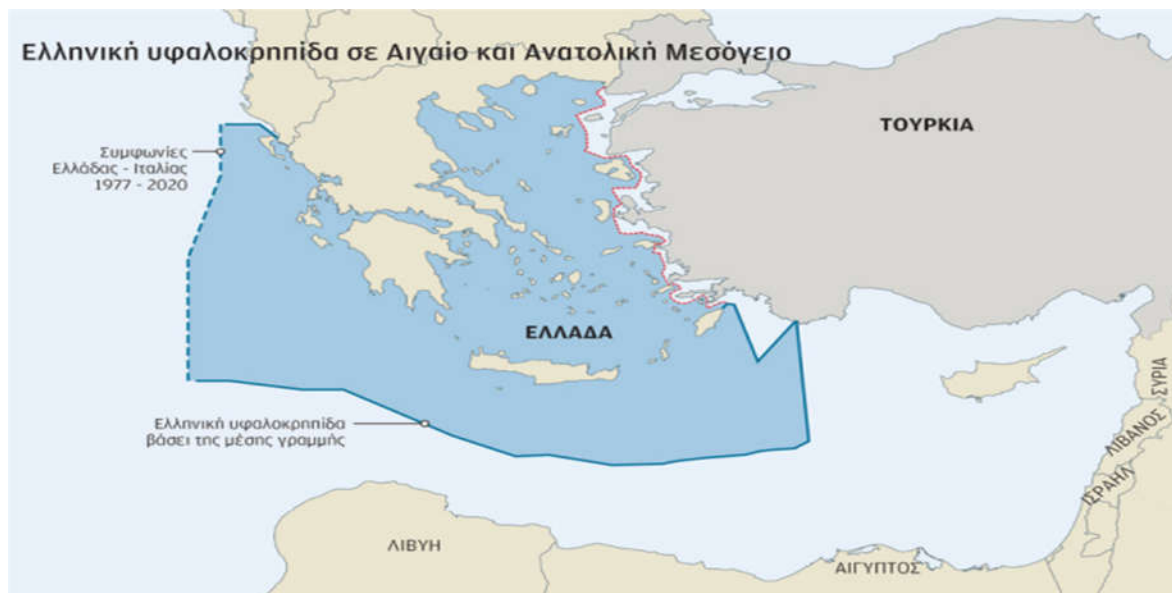 Ελληνική υφαλοκρηπίδα σε Αιγαίο και Ανατολική Μεσόγειο
ΤΟΥΡΚΙΑ
Συμφωνίες
Ελλάδας - Ιταλίας
1977 - 2020
ΕΛΛΑΔΑ
ΣΥΡΙΑ
Ελληνική υφαλοκρηπίδα
βάσει της μέσης γραμμής
ΛΙΒΑΝΟΣ
ΙΣΡΑΗΛ
ΛΙΒΥΗ
ΑΙΓΥΠΤΟΣ